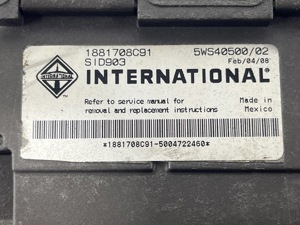 1881708C91 5WS40500/02
SID903 Feb/04/08
INTERNATIONAL
INTERNATIONAL®
Refer to service manual for Made in
removal and replacement instructions Mexico
*1881708C91-5004722460*